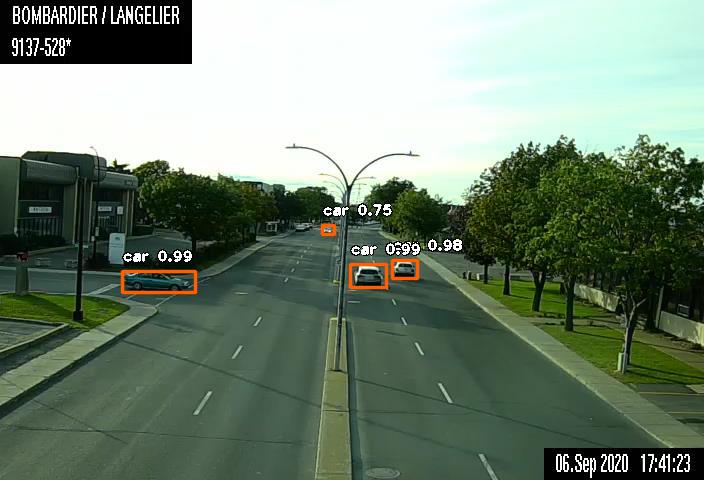 BOMBARDIER / LANGELIER
9137-528*
car 0.75
car 0.99
car 0.99
0.98
06.Sep 2020 17:41:23